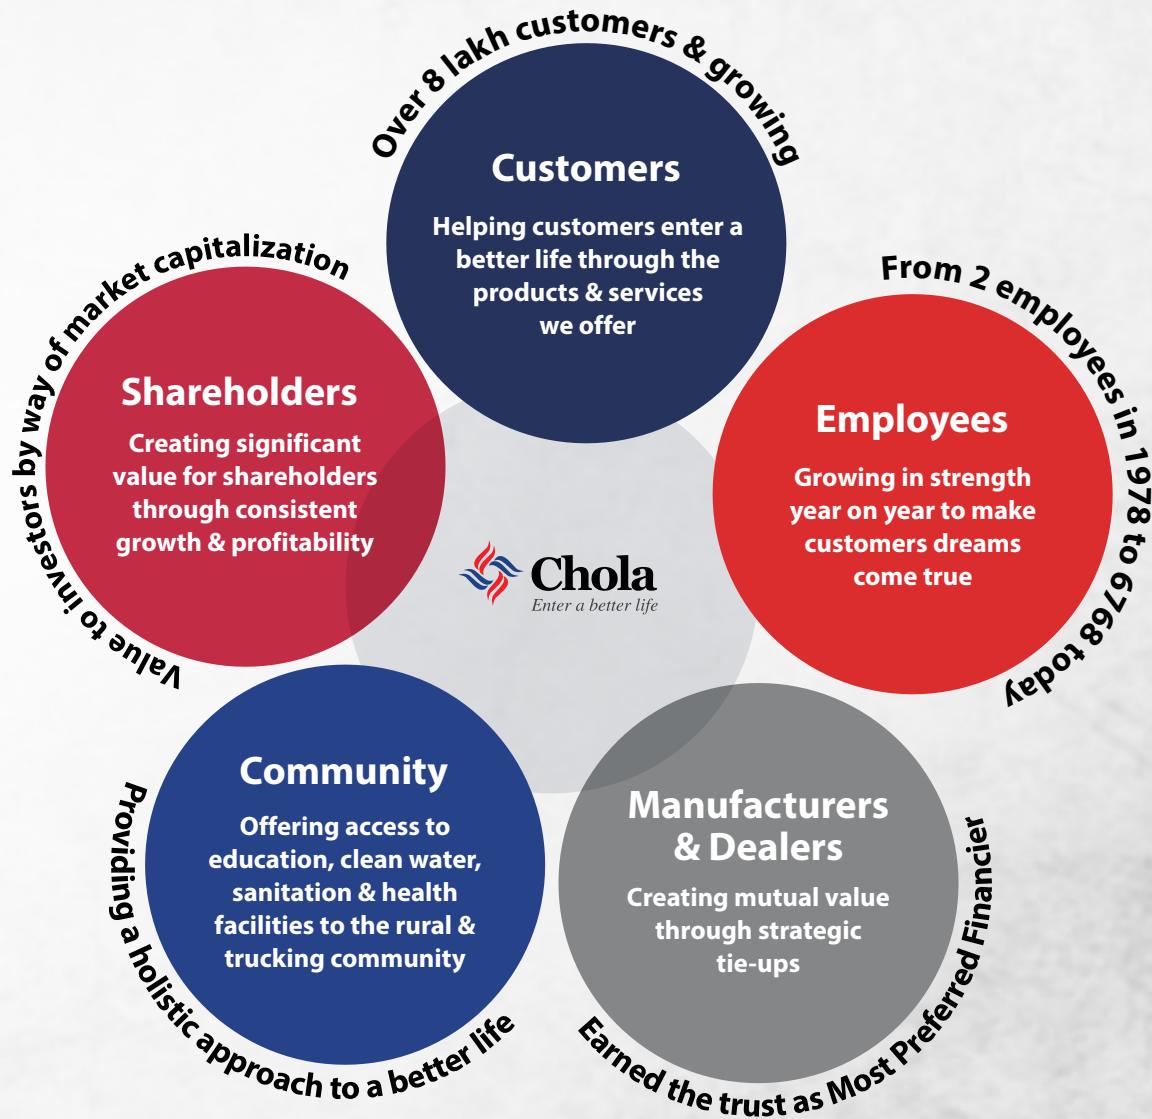 Over 8 lakh customers & growing
Customers
Helping customers enter a
better life through the
products & services
we offer
From 2 employees in 1978 to 6768 today
Employees
Growing in strength
year on year to make
customers dreams
come true
Earned the trust as Most Preferred Financier
Manufacturers
& Dealers
Creating mutual value
through strategic
tie-ups
Providing a holistic approach to a better life
Community
Offering access to
education, clean water,
sanitation & health
facilities to the rural &
trucking community
Value to investors by way of market capitalization
Shareholders
Creating significant
value for shareholders
through consistent
growth & profitability
Chola
Enter a better life